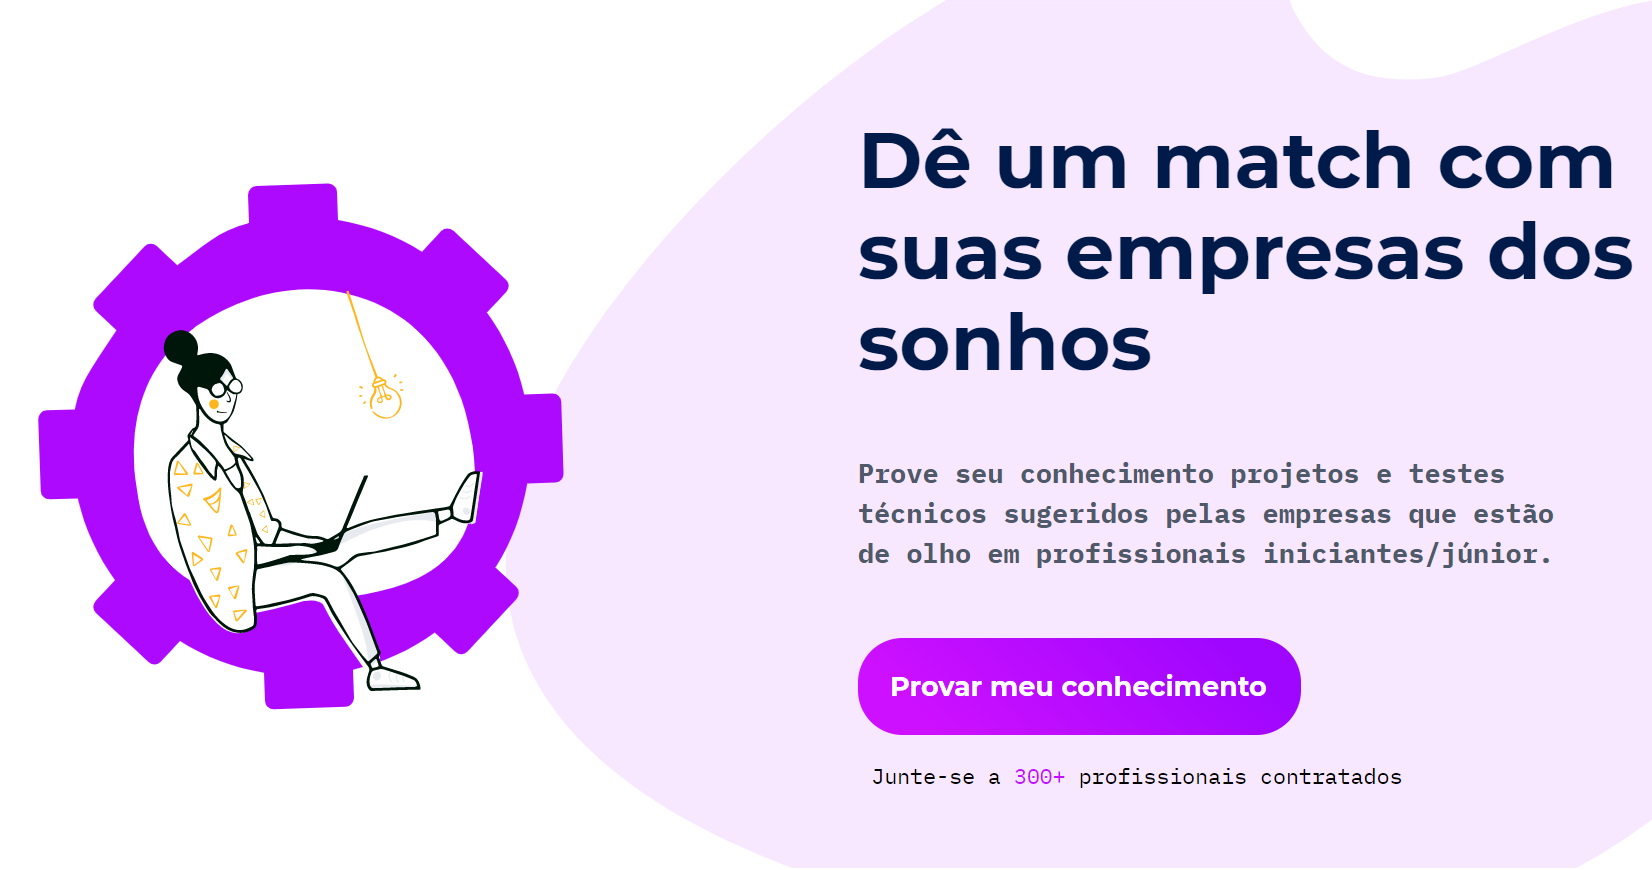 Dê um match com
suas empresas dos
sonhos
Prove seu conhecimento projetos e testes
técnicos sugeridos pelas empresas que estão
de olho em profissionais iniciantes/júnior.
Provar meu conhecimento
Junte-se a 300+ profissionais contratados